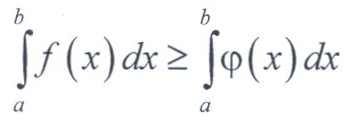 ∫ₐᵇ f(x) dx ≥ ∫ₐᵇ φ(x) dx